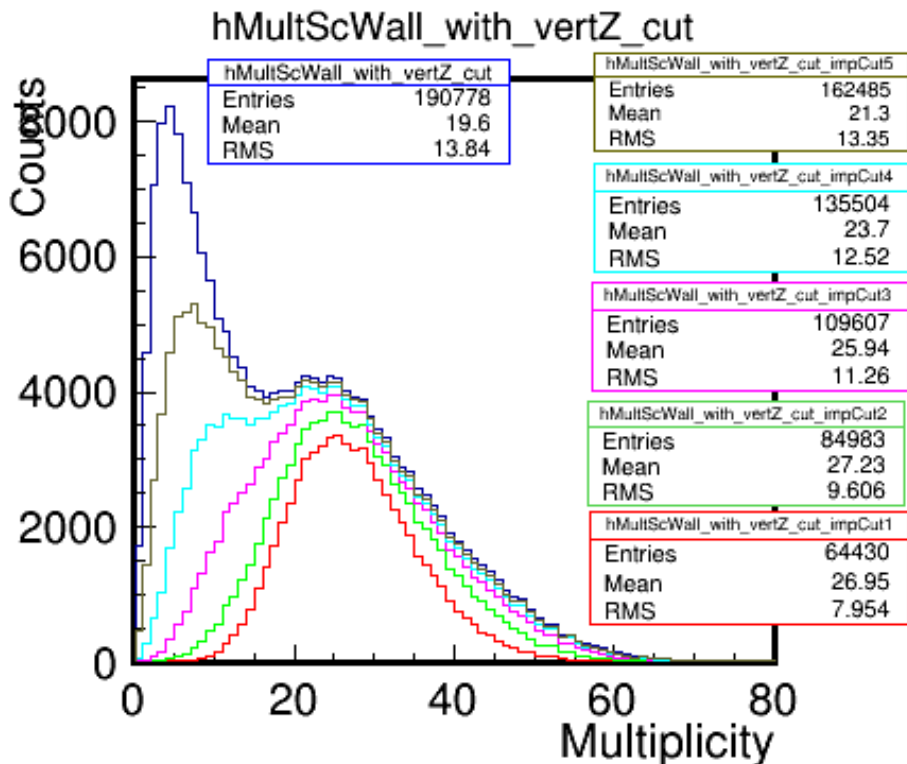 hMultScWall_with_vertZ_cut
Counts
8000
6000
4000
2000
0
0 20 40 60 80
Multiplicity
hMultScWall_with_vertZ_cut
Entries 190778
Mean 19.6
RMS 13.84
hMultScWall_with_vertZ_cut_impCut5
Entries 162485
Mean 21.3
RMS 13.35
hMultScWall_with_vertZ_cut_impCut4
Entries 135504
Mean 23.7
RMS 12.52
hMultScWall_with_vertZ_cut_impCut3
Entries 109607
Mean 25.94
RMS 11.26
hMultScWall_with_vertZ_cut_impCut2
Entries 84983
Mean 27.23
RMS 9.606
hMultScWall_with_vertZ_cut_impCut1
Entries 64430
Mean 26.95
RMS 7.954